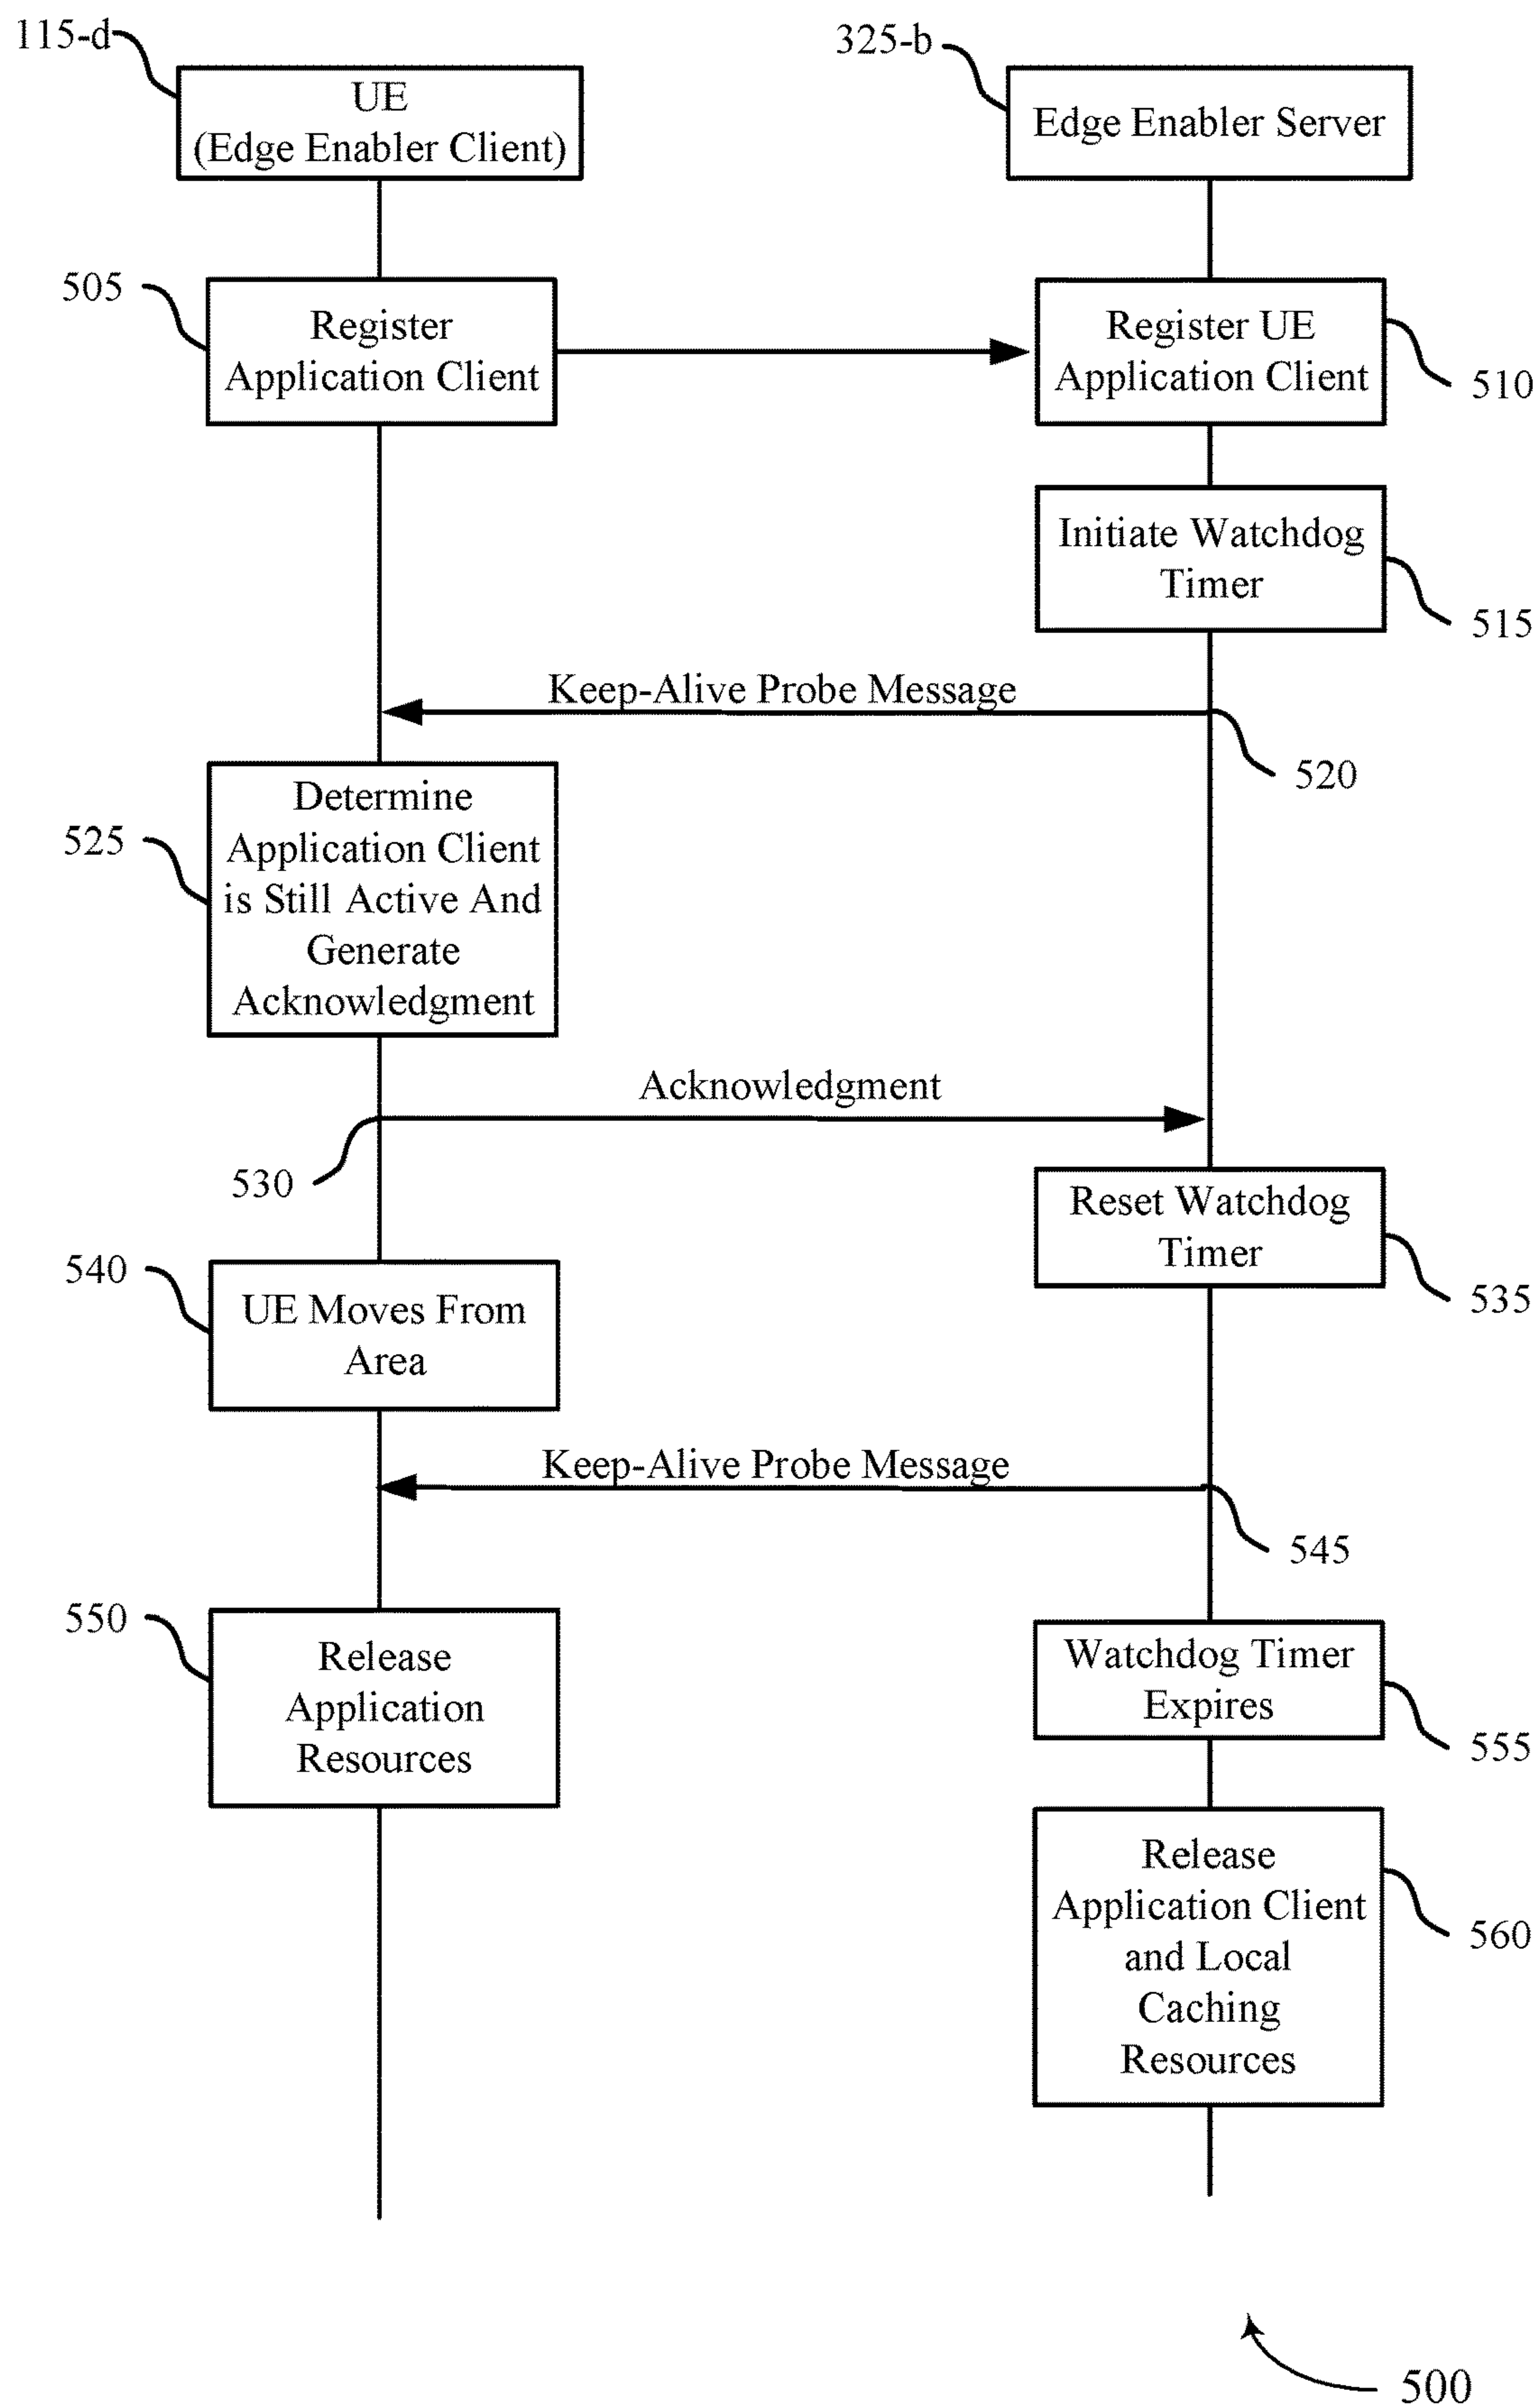 115-d
325-b
UE
(Edge Enabler Client)
Edge Enabler Server
505
Register
Application Client
Register UE
Application Client
510
Initiate Watchdog
Timer
515
Keep-Alive Probe Message
520
525
Determine
Application Client
is Still Active And
Generate
Acknowledgment
Acknowledgment
530
Reset Watchdog
Timer
535
540
UE Moves From
Area
Keep-Alive Probe Message
545
550
Release
Application
Resources
Watchdog Timer
Expires
555
Release
Application Client
and Local
Caching
Resources
560
500